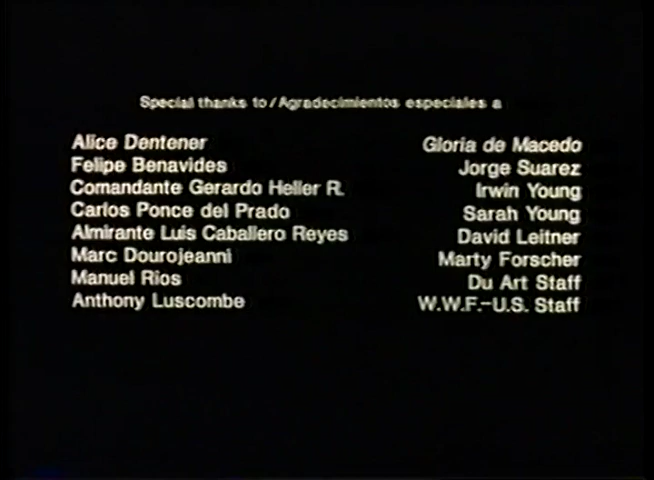 Special thanks to/Agradecimientos especiales a
Alice Dentener
Felipe Benavides
Comandante Gerardo Heller R.
Carlos Ponce del Prado
Almirante Luis Caballero Reyes
Marc Dourojeanni
Manuel Rios
Anthony Luscombe
Gloria de Macedo
Jorge Suarez
Irwin Young
Sarah Young
David Leitner
Marty Forscher
Du Art Staff
W.W.F.-U.S. Staff